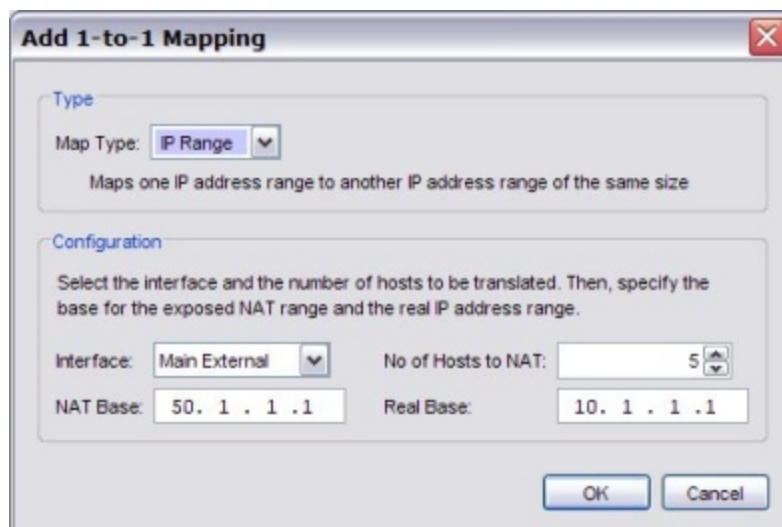 Add 1-to-1 Mapping
Type
Map Type: IP Range
Maps one IP address range to another IP address range of the same size
Configuration
Select the interface and the number of hosts to be translated. Then, specify the
base for the exposed NAT range and the real IP address range.
Interface: Main External No of Hosts to NAT: 5
NAT Base: 50. 1 . 1 .1 Real Base: 10. 1 . 1 .1
OK Cancel